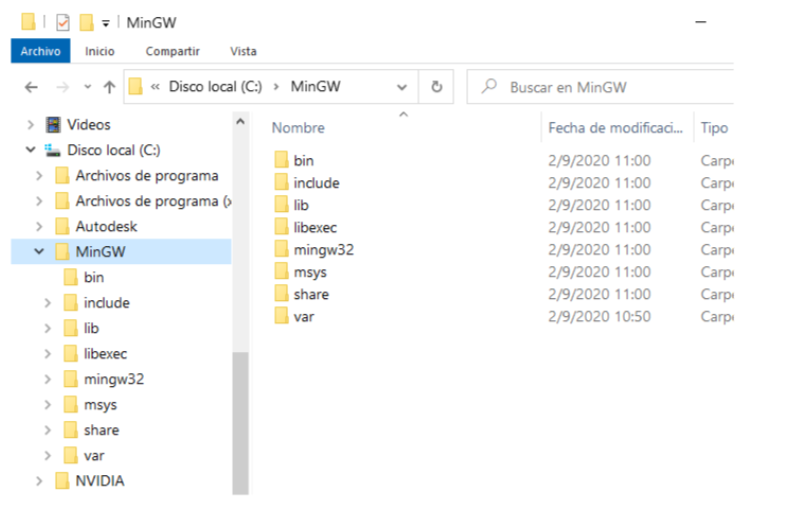 MinGW
Archivo Inicio Compartir Vista
« Disco local (C:) > MinGW
Buscar en MinGW
Videos
Disco local (C:)
Archivos de programa
Archivos de programa (x
Autodesk
MinGW
bin
include
lib
libexec
mingw32
msys
share
var
NVIDIA
Nombre Fecha de modificaci... Tipo
bin 2/9/2020 11:00 Carpe
include 2/9/2020 11:00 Carpe
lib 2/9/2020 11:00 Carpe
libexec 2/9/2020 11:00 Carpe
mingw32 2/9/2020 11:00 Carpe
msys 2/9/2020 11:00 Carpe
share 2/9/2020 11:00 Carpe
var 2/9/2020 10:50 Carpe